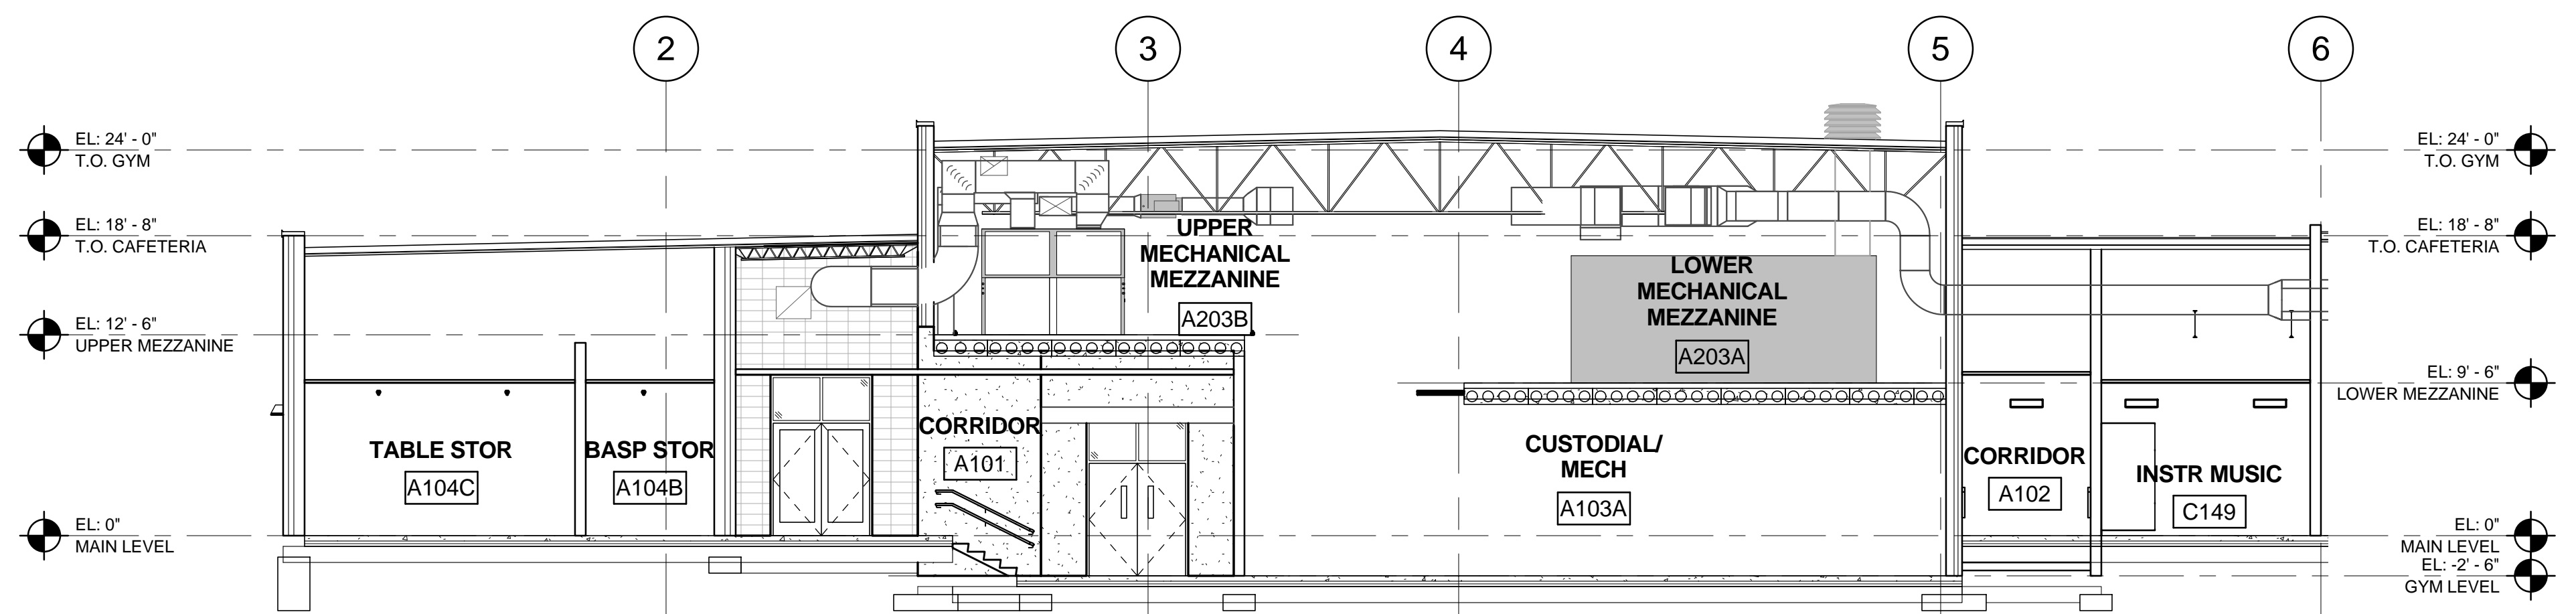 2
3
4
5
6
EL: 24' - 0"
T.O. GYM
EL: 18' - 8"
T.O. CAFETERIA
EL: 12' - 6"
UPPER MEZZANINE
EL: 0"
MAIN LEVEL
TABLE STOR
A104C
BASP STOR
A104B
CORRIDOR
A101
UPPER
MECHANICAL
MEZZANINE
A203B
LOWER
MECHANICAL
MEZZANINE
A203A
CUSTODIAL/
MECH
A103A
CORRIDOR
A102
INSTR MUSIC
C149
EL: 24' - 0"
T.O. GYM
EL: 18' - 8"
T.O. CAFETERIA
EL: 9' - 6"
LOWER MEZZANINE
EL: 0"
MAIN LEVEL
EL: -2' - 6"
GYM LEVEL